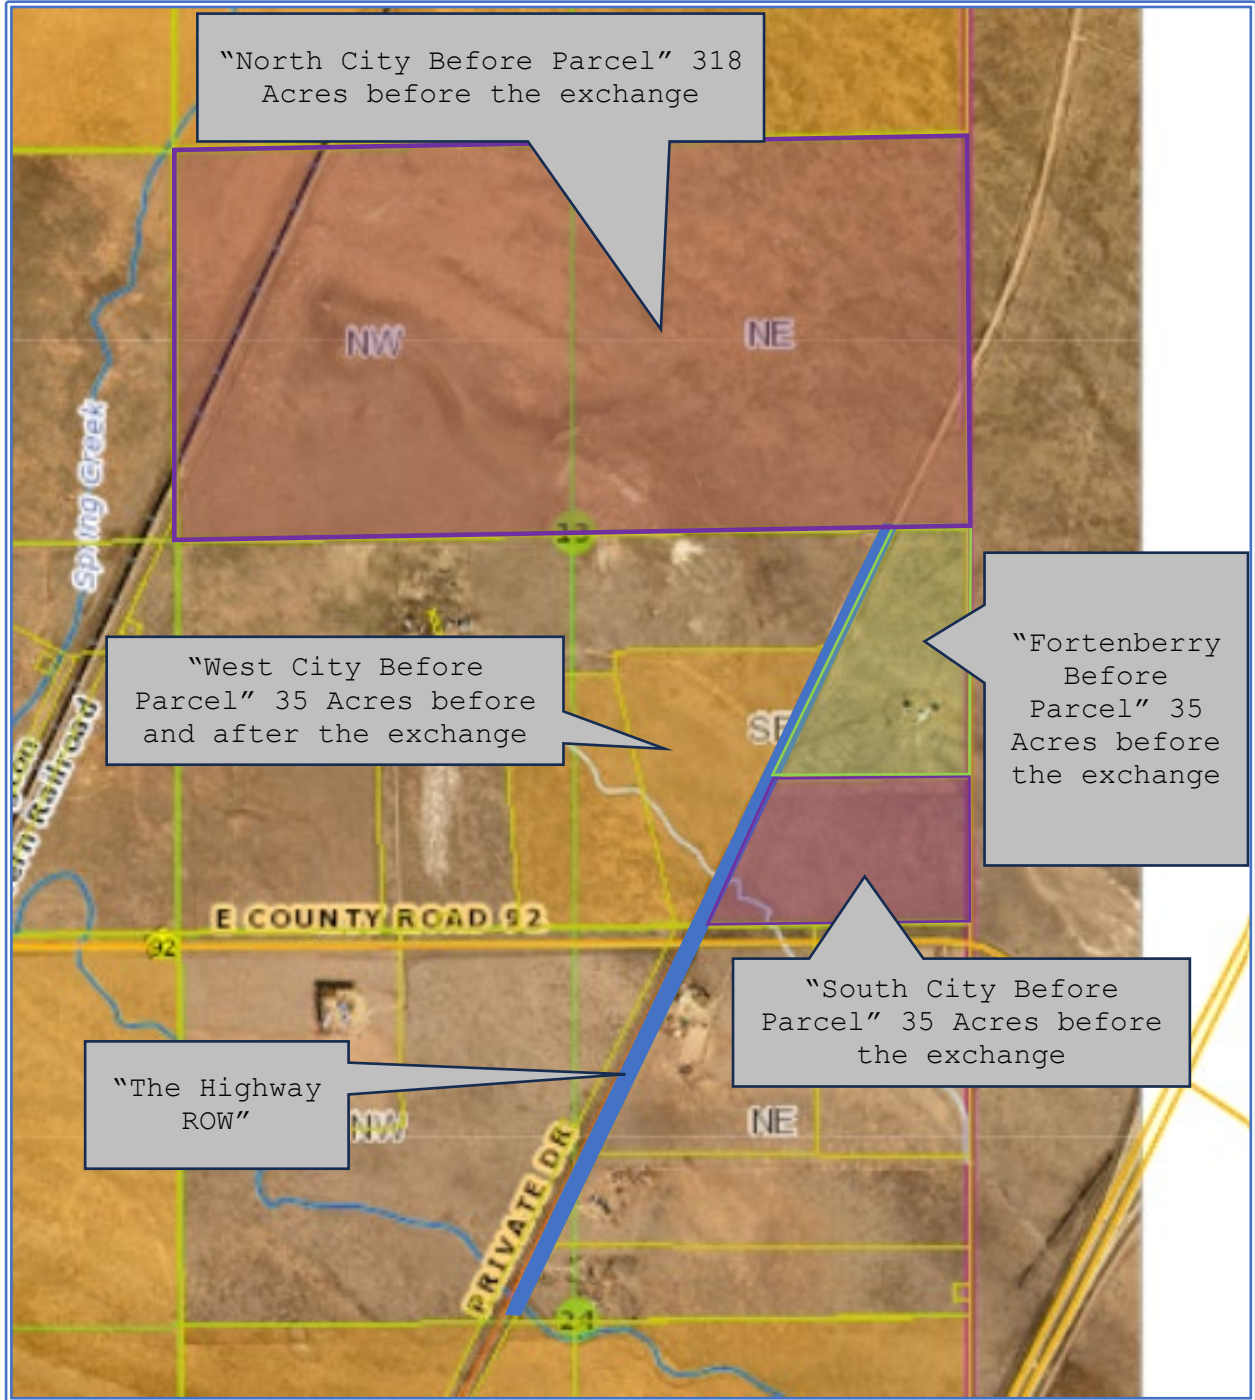 “North City Before Parcel” 318
Acres before the exchange
NW
NE
Spring Creek
23
“Fortenberry
Before
Parcel” 35
Acres before
the exchange
“West City Before
Parcel” 35 Acres before
and after the exchange
SE
Railroad
E COUNTY ROAD 92
92
“South City Before
Parcel” 35 Acres before
the exchange
“The Highway
ROW”
NW
NE
PRIVATE DR
24